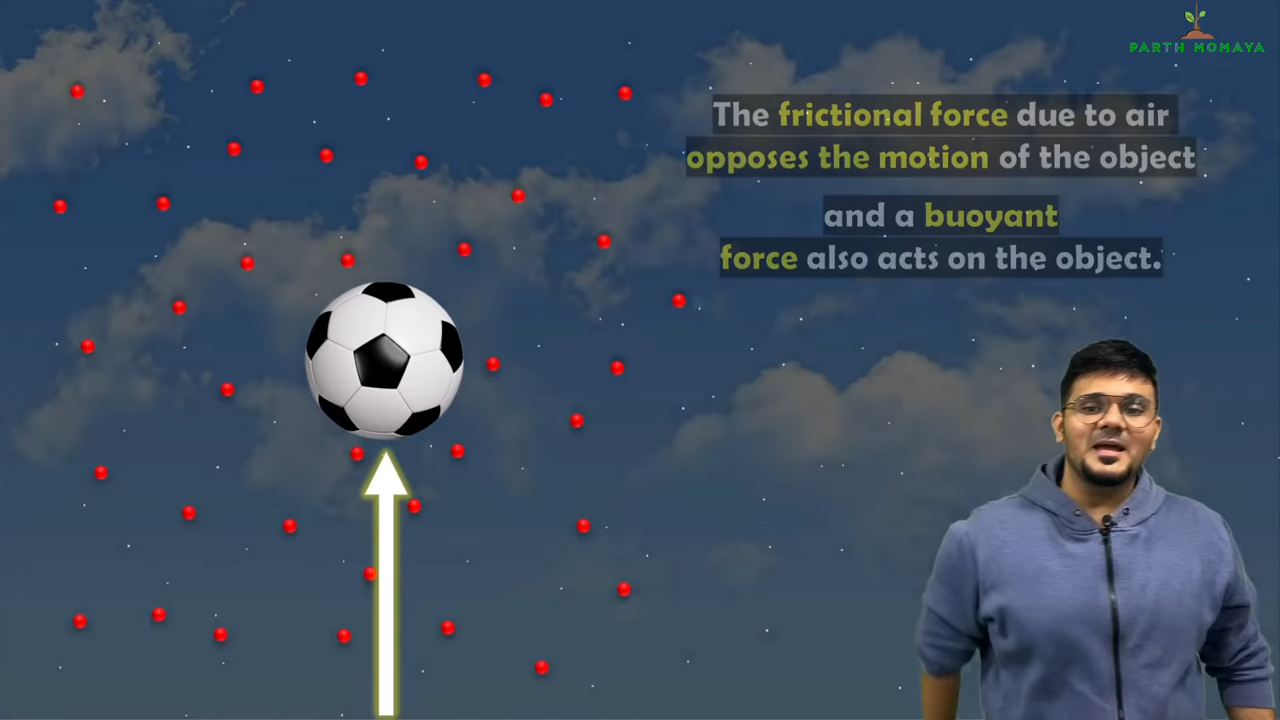 PARTH MOMAYA
The frictional force due to air
opposes the motion of the object
and a buoyant
force also acts on the object.